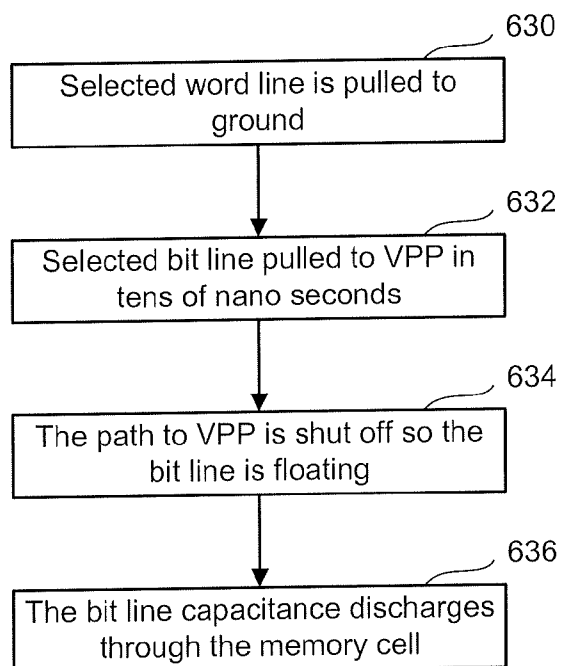 630
Selected word line is pulled to
ground
632
Selected bit line pulled to VPP in
tens of nano seconds
634
The path to VPP is shut off so the
bit line is floating
636
The bit line capacitance discharges
through the memory cell